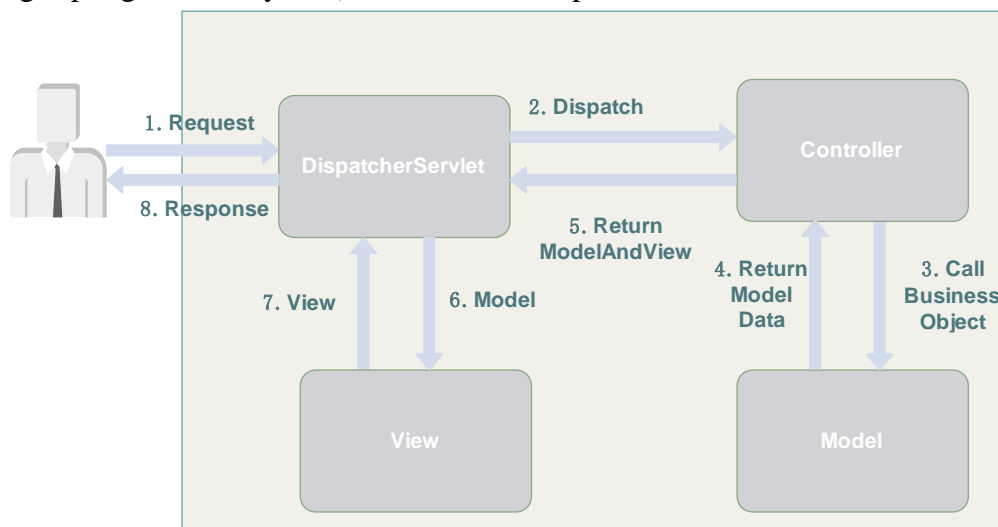 1. Request
2. Dispatch
DispatcherServlet
Controller
8. Response
5. Return
ModelAndView
4. Return
Model
Data
3. Call
Business
Object
7. View
6. Model
View
Model